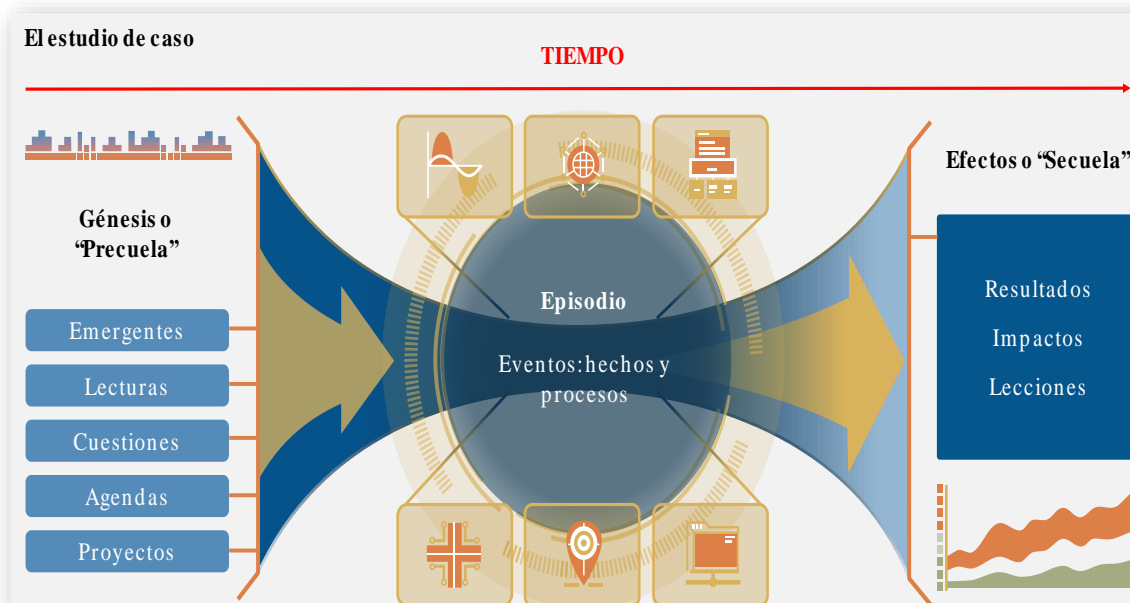 El estudio de caso
TIEMPO
Génesis o
“Precuela”
Emergentes
Lecturas
Cuestiones
Agendas
Proyectos
Episodio
Eventos: hechos y
procesos
Efectos o “Secuela”
Resultados
Impactos
Lecciones